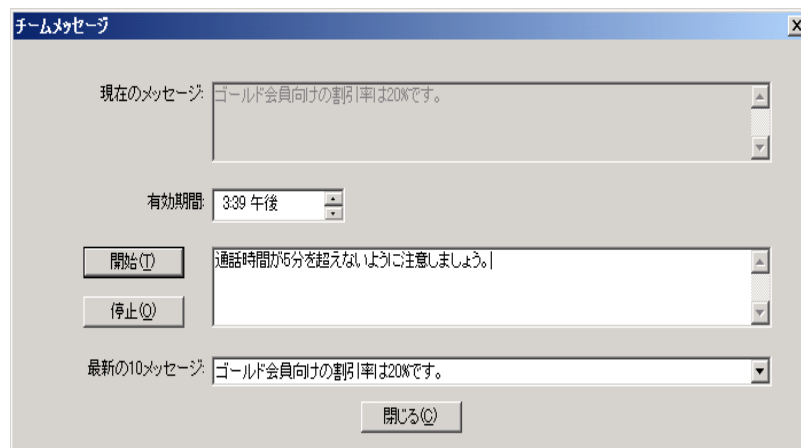 チームメッセージ
現在のメッセージ: ゴールド会員向けの割引率は20%です。
有効期間: 3:39 午後
開始(T) 通話時間が5分を超えないように注意しましょう。
停止(O)
最新の10メッセージ: ゴールド会員向けの割引率は20%です。
閉じる(C)